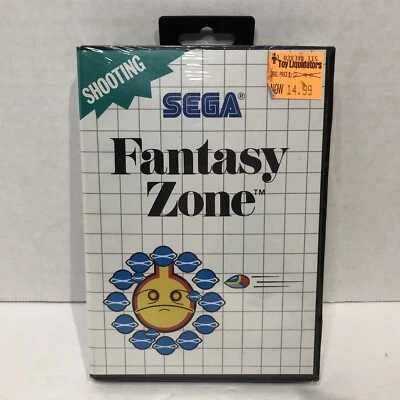 SHOOTING
SEGA®
Fantasy
Zone™
Toy Liquidators
NOW 14.99